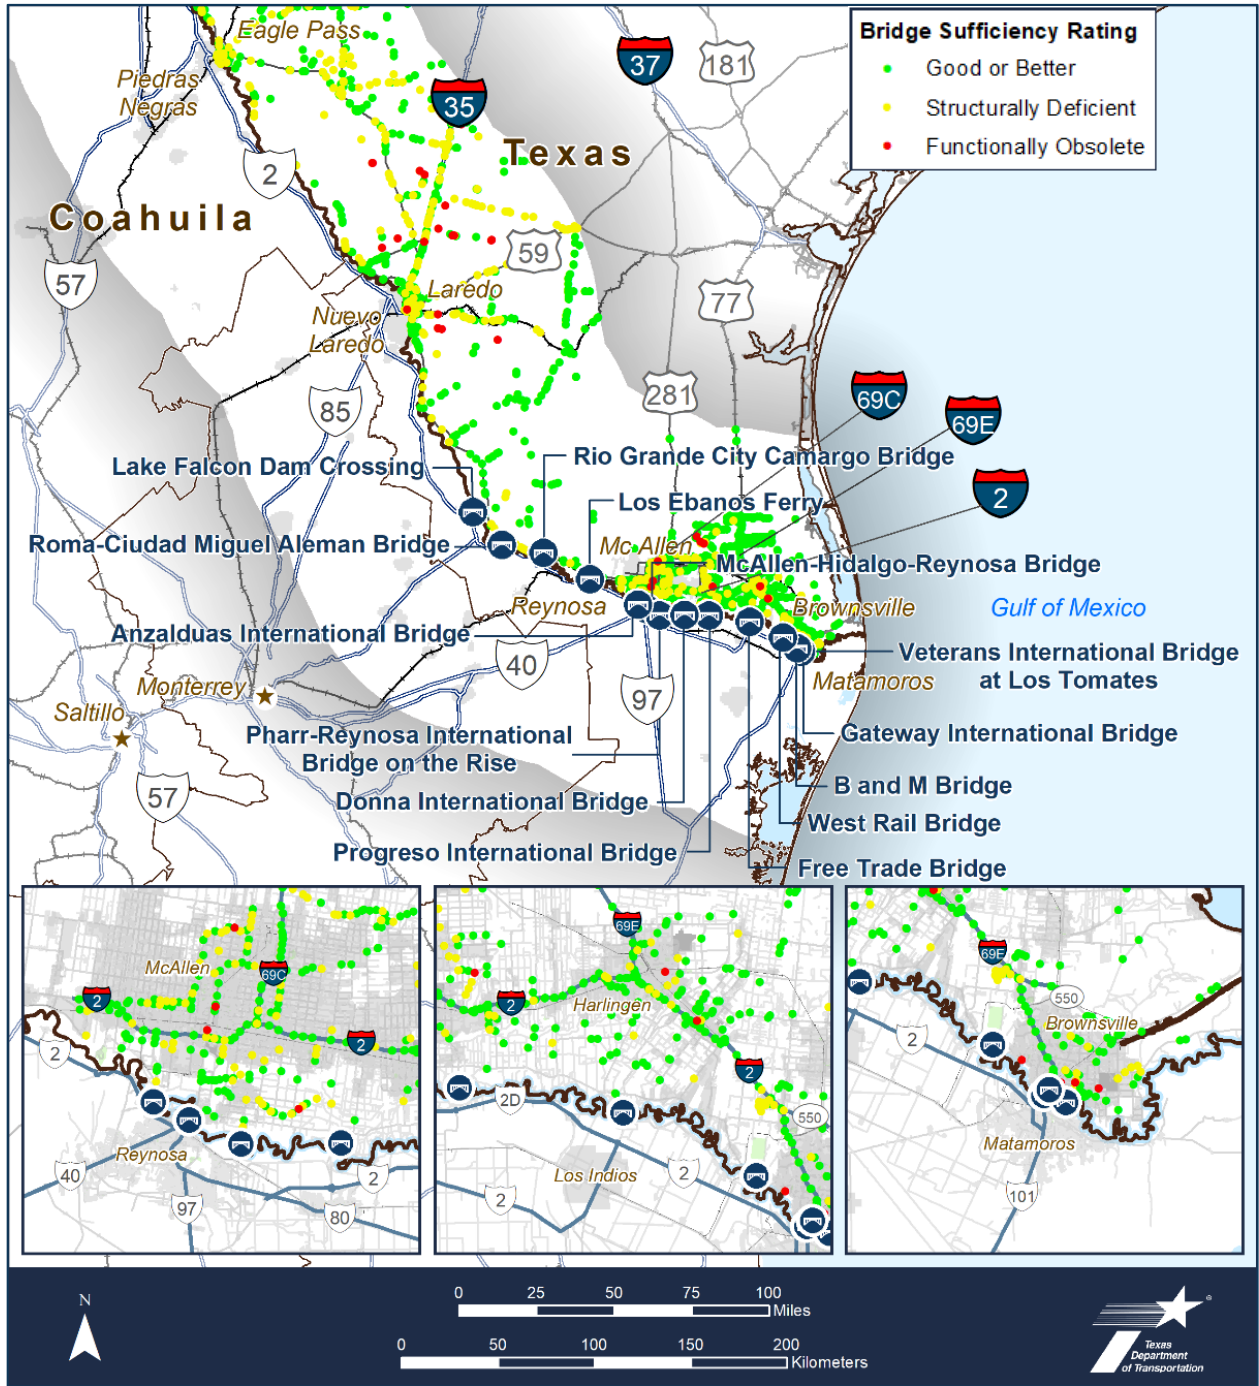 Bridge Sufficiency Rating
Good or Better
Structurally Deficient
Functionally Obsolete
Eagle Pass
Piedras
Negras
37
181
35
Texas
2
Coahuila
57
59
Laredo
77
Nuevo
Laredo
281
85
69C
69E
Lake Falcon Dam Crossing
Rio Grande City Camargo Bridge
2
Los Ebanos Ferry
Roma-Ciudad Miguel Aleman Bridge
Mc Allen
McAllen-Hidalgo-Reynosa Bridge
Reynosa
Brownsville
Gulf of Mexico
Anzalduas International Bridge
40
Veterans International Bridge
at Los Tomates
Matamoros
Monterrey
97
Saltillo
Pharr-Reynosa International
Bridge on the Rise
Gateway International Bridge
57
Donna International Bridge
B and M Bridge
West Rail Bridge
Progreso International Bridge
Free Trade Bridge
McAllen
69C
2
2
2
Reynosa
40
2
97
80
69E
2
Harlingen
2
2D
550
Los Indios
2
2
69E
550
2
Brownsville
Matamoros
101
N
0 25 50 75 100
Miles
0 50 100 150 200
Kilometers
®
Texas
Department
of Transportation